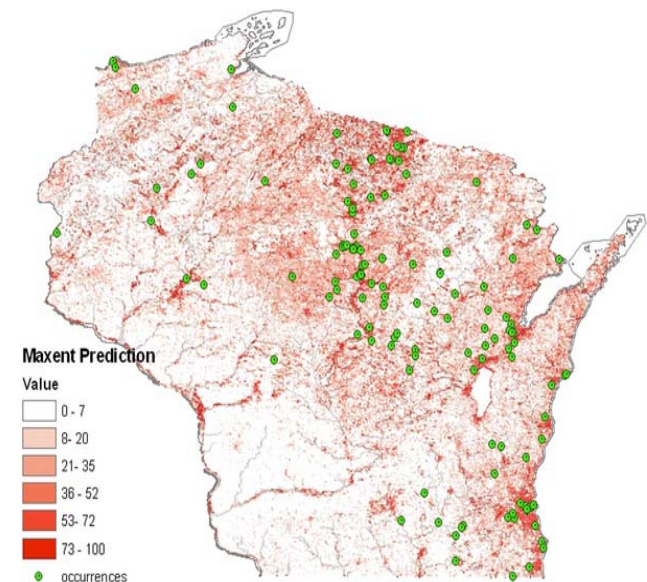 Maxent Prediction
Value
0 - 7
8- 20
21- 35
36 - 52
53- 72
73 - 100
occurrences